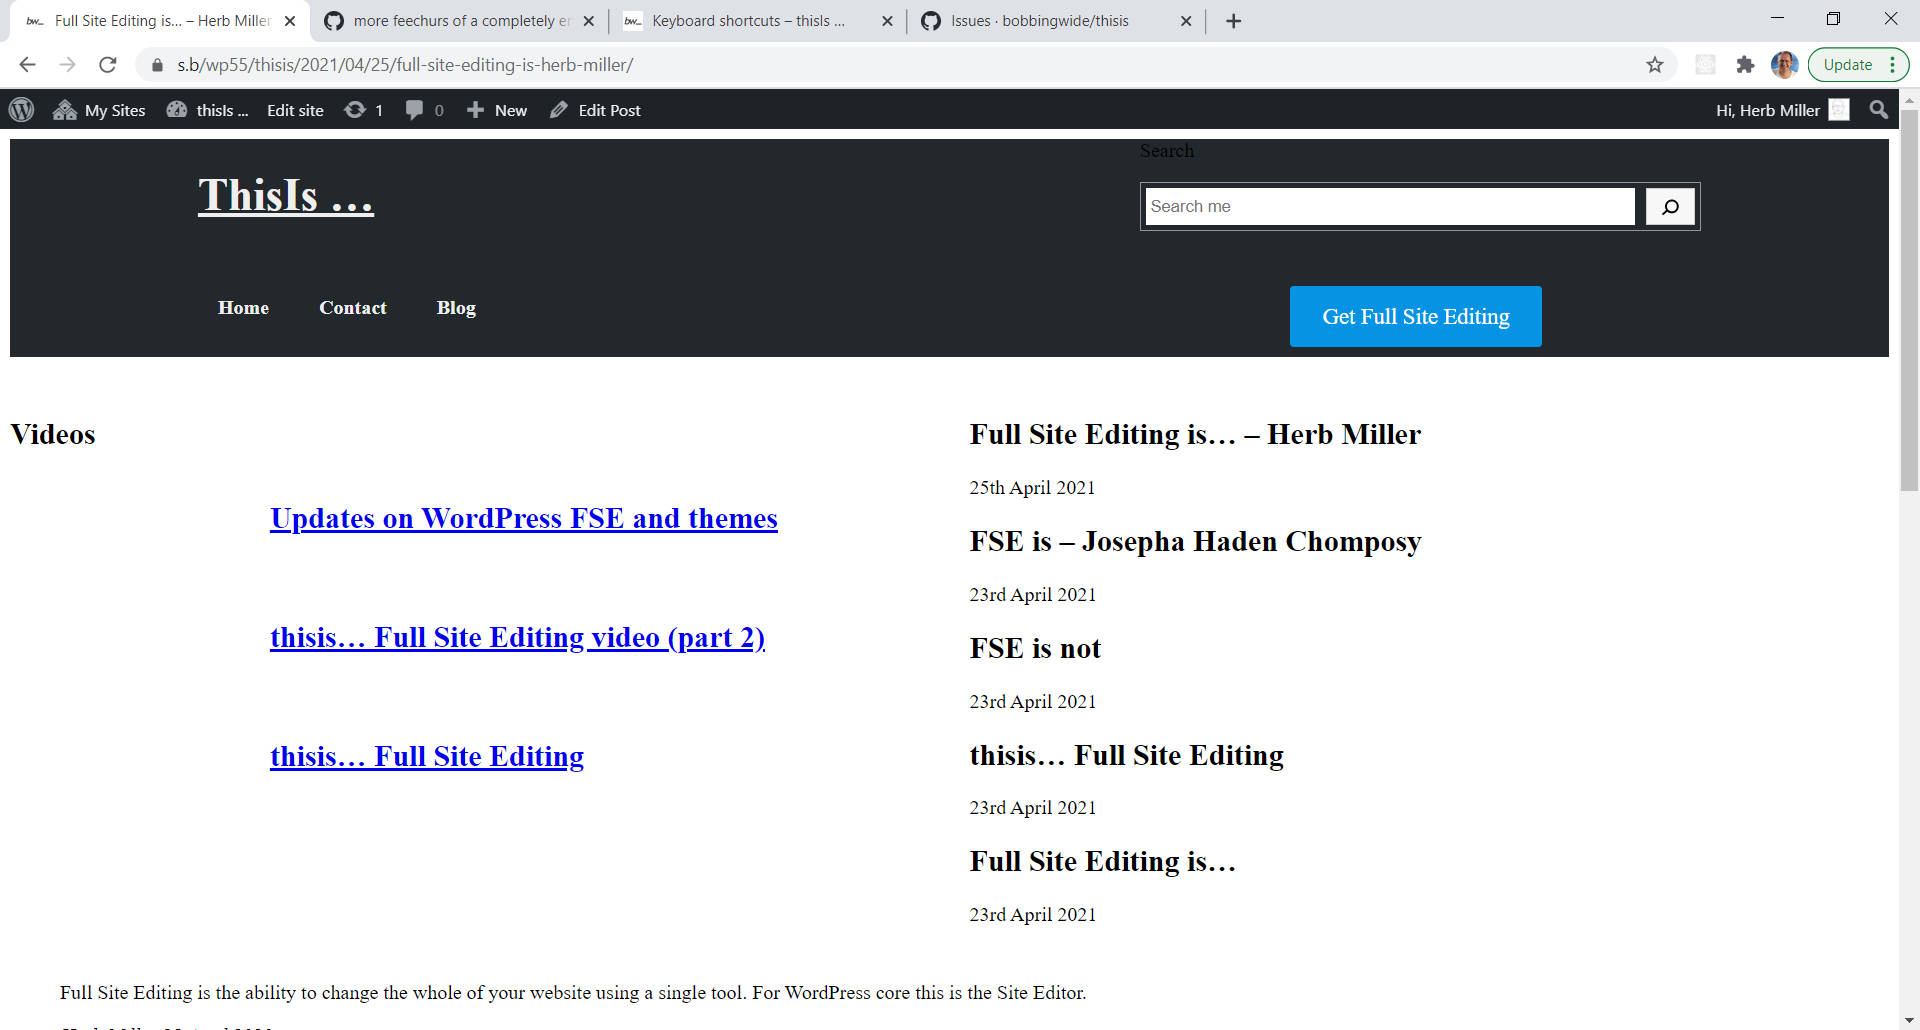 Full Site Editing is… – Herb Miller
more feechurs of a completely e
Keyboard shortcuts – thisIs ...
Issues · bobbingwide/thisis
s.b/wp55/thisis/2021/04/25/full-site-editing-is-herb-miller/
Update
My Sites
thisIs ...
Edit site
1
0
New
Edit Post
Hi, Herb Miller
Search
ThisIs …
Search me
Home
Contact
Blog
Get Full Site Editing
Videos
Updates on WordPress FSE and themes
thisis… Full Site Editing video (part 2)
thisis… Full Site Editing
Full Site Editing is… – Herb Miller
25th April 2021
FSE is – Josepha Haden Chomposy
23rd April 2021
FSE is not
23rd April 2021
thisis… Full Site Editing
23rd April 2021
Full Site Editing is…
23rd April 2021
Full Site Editing is the ability to change the whole of your website using a single tool. For WordPress core this is the Site Editor.